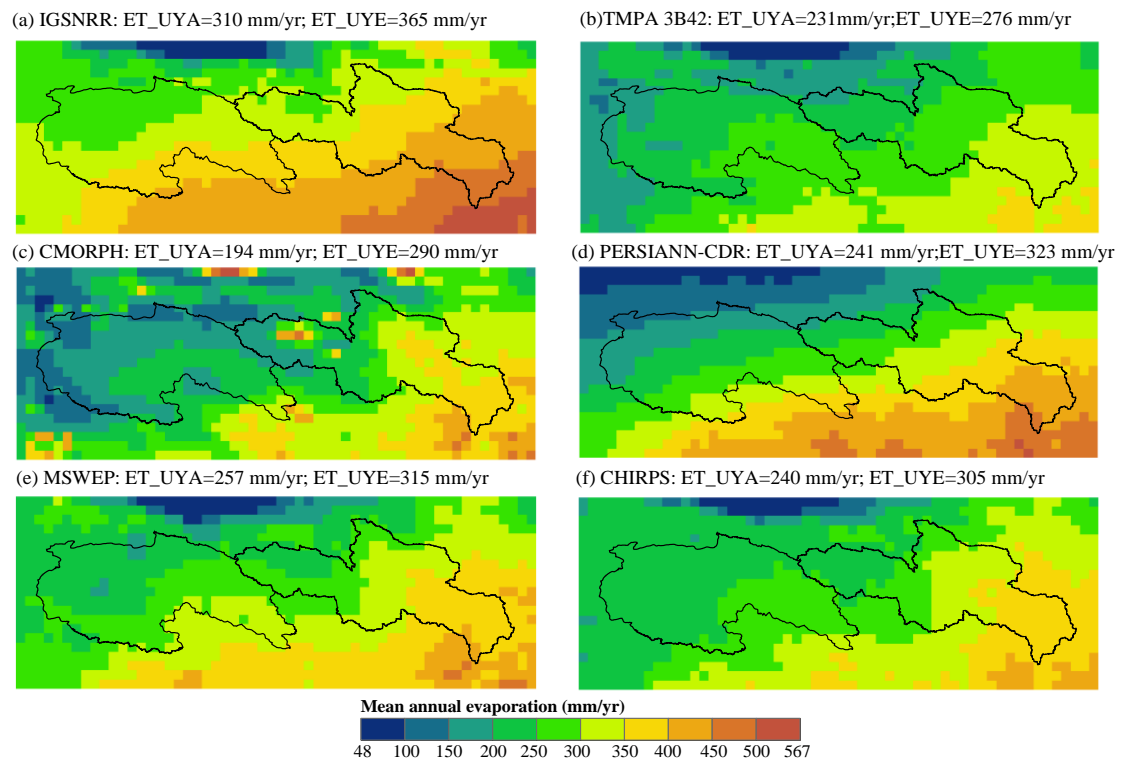 (a) IGSNRR: ET_UYA=310 mm/yr; ET_UYE=365 mm/yr
(b)TMPA 3B42: ET_UYA=231mm/yr;ET_UYE=276 mm/yr
(c) CMORPH: ET_UYA=194 mm/yr; ET_UYE=290 mm/yr
(d) PERSIANN-CDR: ET_UYA=241 mm/yr;ET_UYE=323 mm/yr
(e) MSWEP: ET_UYA=257 mm/yr; ET_UYE=315 mm/yr
(f) CHIRPS: ET_UYA=240 mm/yr; ET_UYE=305 mm/yr
Mean annual evaporation (mm/yr)
48 100 150 200 250 300 350 400 450 500 567